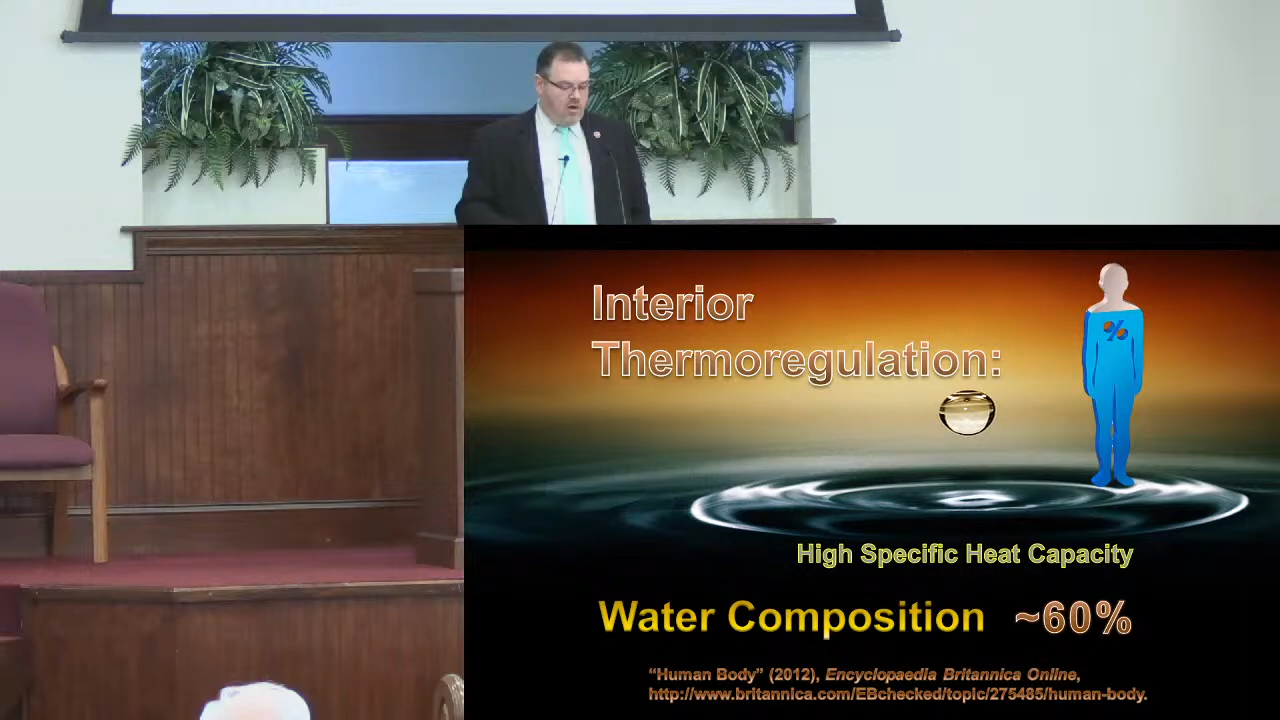 Interior
Thermoregulation:
%
High Specific Heat Capacity
Water Composition ~60%
“Human Body” (2012), Encyclopaedia Britannica Online,
http://www.britannica.com/EBchecked/topic/275485/human-body.